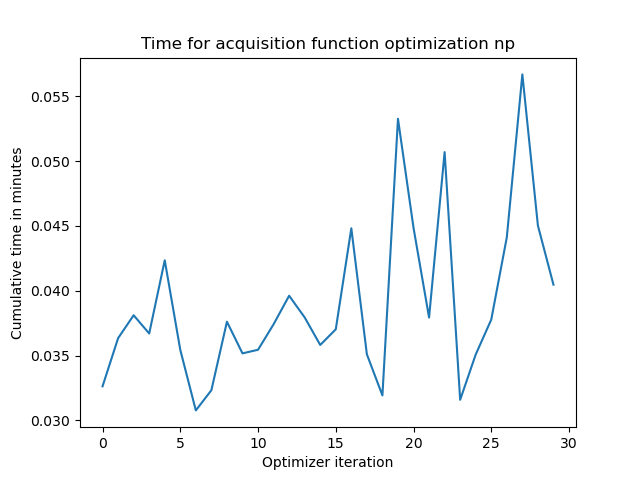 Time for acquisition function optimization np
0.055
0.050
0.045
0.040
0.035
0.030
Cumulative time in minutes
0 5 10 15 20 25 30
Optimizer iteration